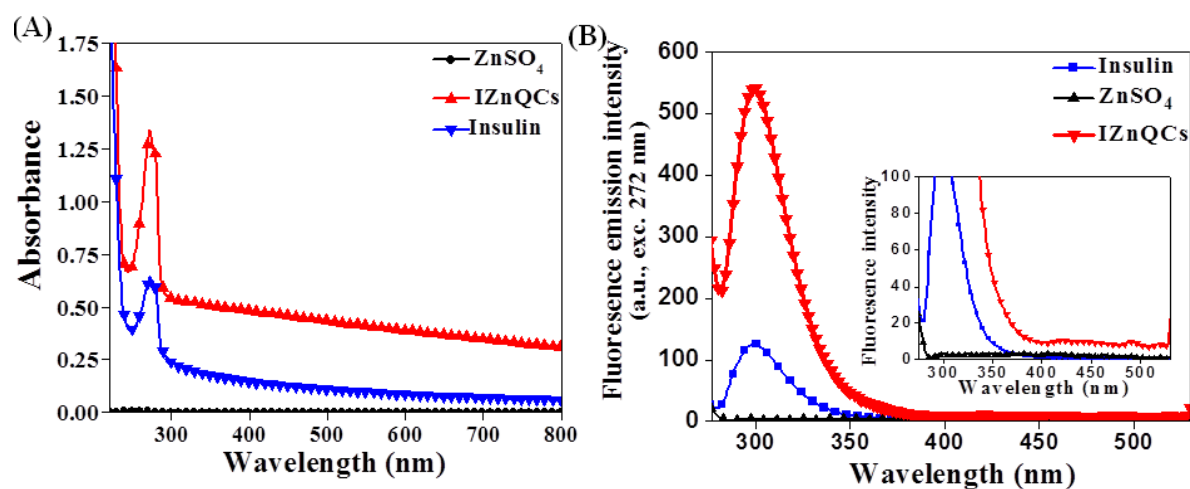 (A)
1.75
1.50
1.25
1.00
0.75
0.50
0.25
0.00
Absorbance
ZnSO4
IZnQCs
Insulin
300 400 500 600 700 800
Wavelength (nm)
(B)
600
500
400
300
200
100
0
Fluorescence emission intensity
(a.u., exc. 272 nm)
Insulin
ZnSO4
IZnQCs
100
80
60
40
20
0
Fluorescence intensity
300 350 400 450 500
Wavelength (nm)
300 350 400 450 500
Wavelength (nm)